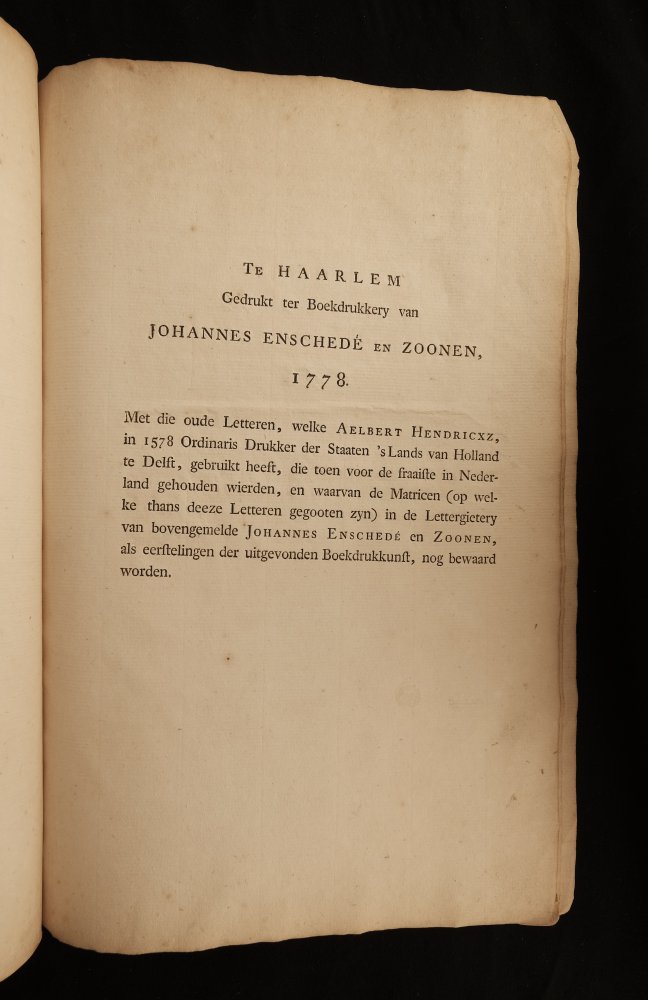 Te HAARLEM
Gedrukt ter Boekdrukkery van
JOHANNES ENSCHEDÉ EN ZOONEN,
1778.
Met die oude Letteren, welke AELBERT HENDRICXZ,
in 1578 Ordinaris Drukker der Staaten 's Lands van Holland
te Delſt, gebruikt heeſt, die toen voor de fraaiſte in Neder-
land gehouden wierden, en waarvan de Matricen (op wel-
ke thans deeze Letteren gegooten zyn) in de Lettergietery
van bovengemelde JOHANNES ENSCHEDÉ en ZOONEN,
als eerſtelingen der uitgevonden Boekdrukkunſt, nog bewaard
worden.